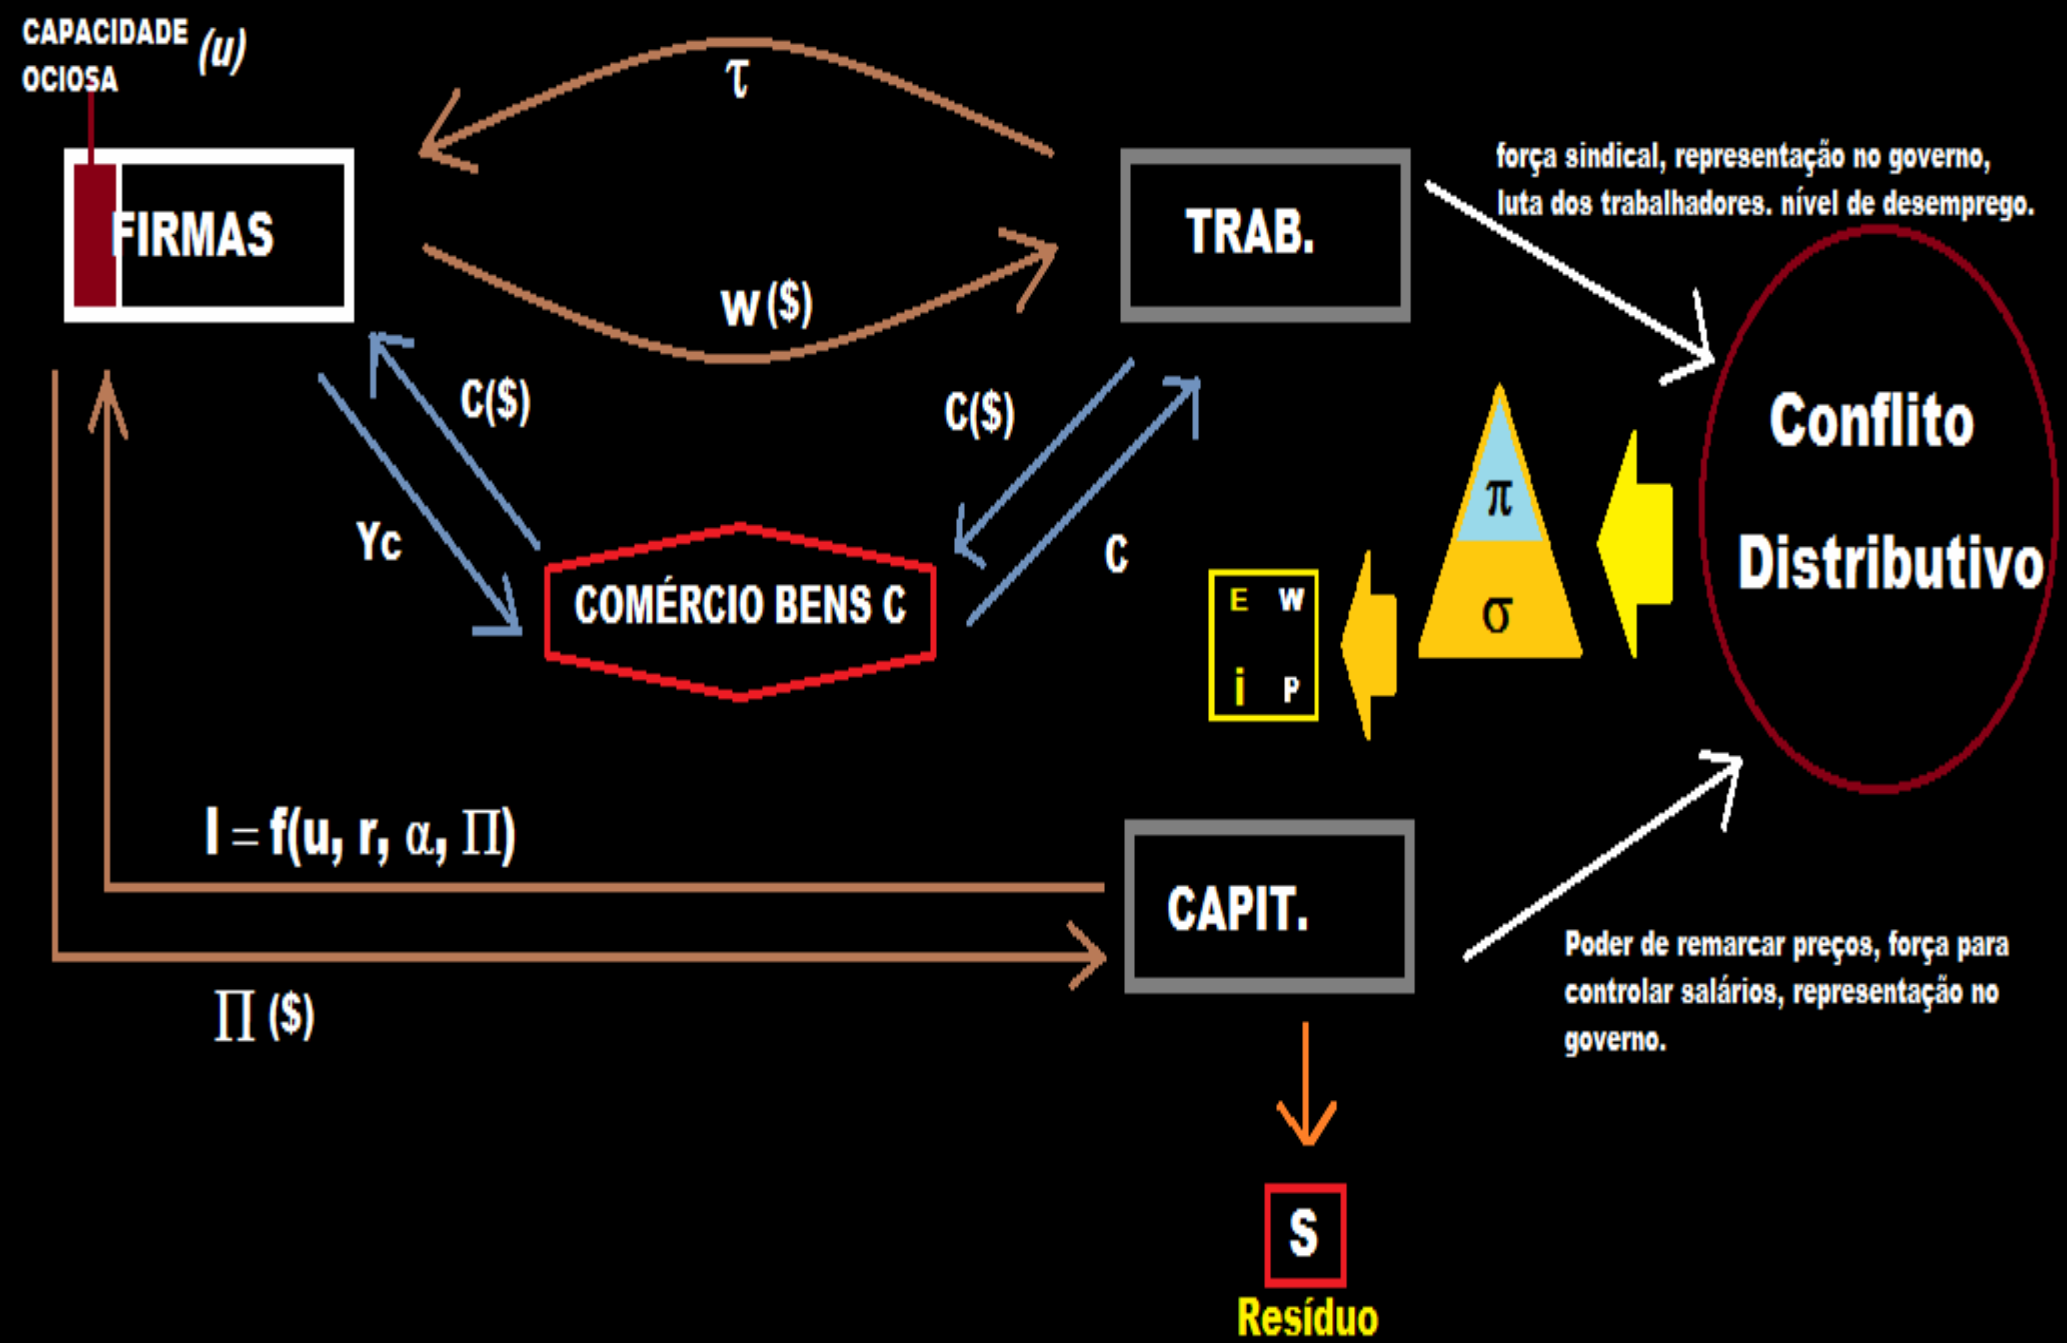 CAPACIDADE (u)
OCIOSA
τ
força sindical, representação no governo,
luta dos trabalhadores. nível de desemprego.
FIRMAS
TRAB.
w ($)
C($)
C($)
Conflito
Distributivo
π
σ
Yc
C
COMÉRCIO BENS C
E W
i P
I = f(u, r, α, Π)
CAPIT.
Π ($)
Poder de remarcar preços, força para
controlar salários, representação no
governo.
S
Resíduo